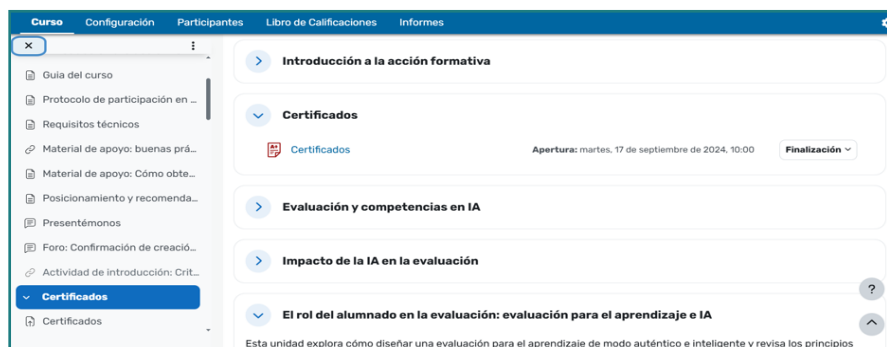 Curso Configuración Participantes Libro de Calificaciones Informes
Guía del curso
Protocolo de participación en ...
Requisitos técnicos
Material de apoyo: buenas prá...
Material de apoyo: Cómo obte...
Posicionamiento y recomenda...
Presentémonos
Foro: Confirmación de creació...
Actividad de introducción: Crit...
Certificados
Certificados
Introducción a la acción formativa
Certificados
Certificados Apertura: martes, 17 de septiembre de 2024, 10:00 Finalización
Evaluación y competencias en IA
Impacto de la IA en la evaluación
El rol del alumnado en la evaluación: evaluación para el aprendizaje e IA
Esta unidad explora cómo diseñar una evaluación para el aprendizaje de modo auténtico e inteligente y revisa los principios
?